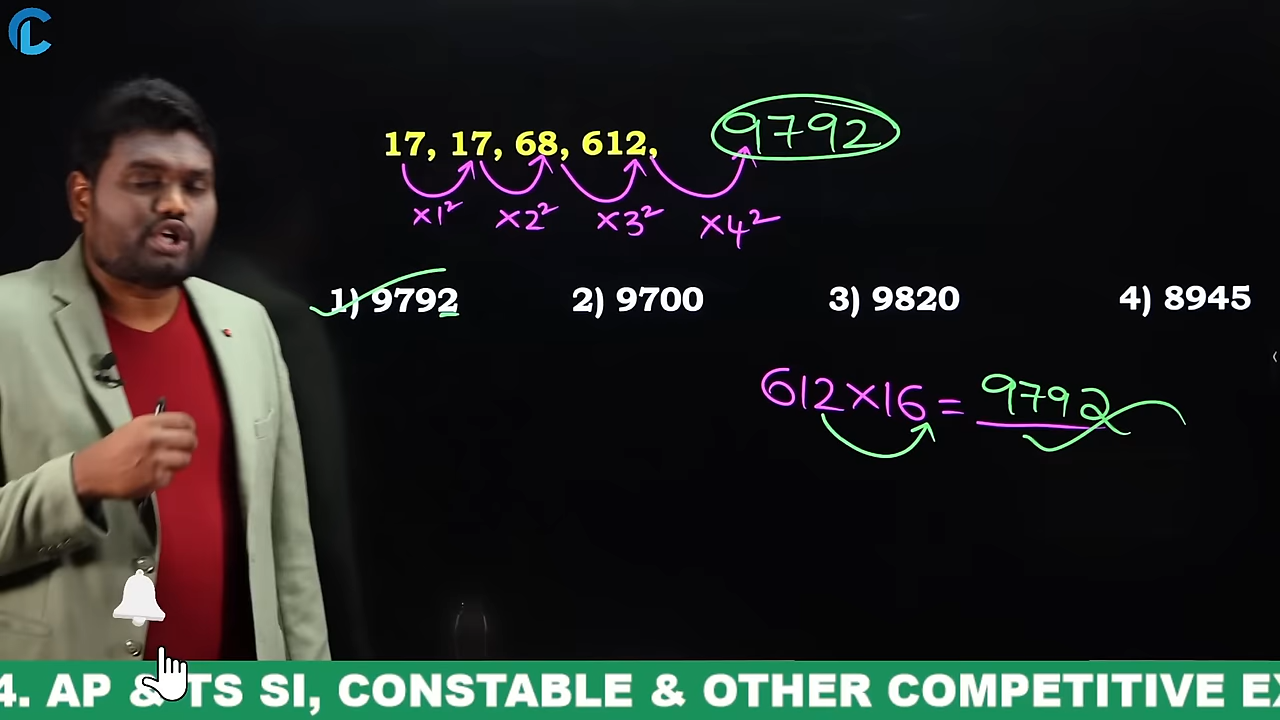 17, 17, 68, 612, 9792
×1² ×2² ×3² ×4²
1) 9792 2) 9700 3) 9820 4) 8945
612×16 = 9792
4. AP & TS SI, CONSTABLE & OTHER COMPETITIVE